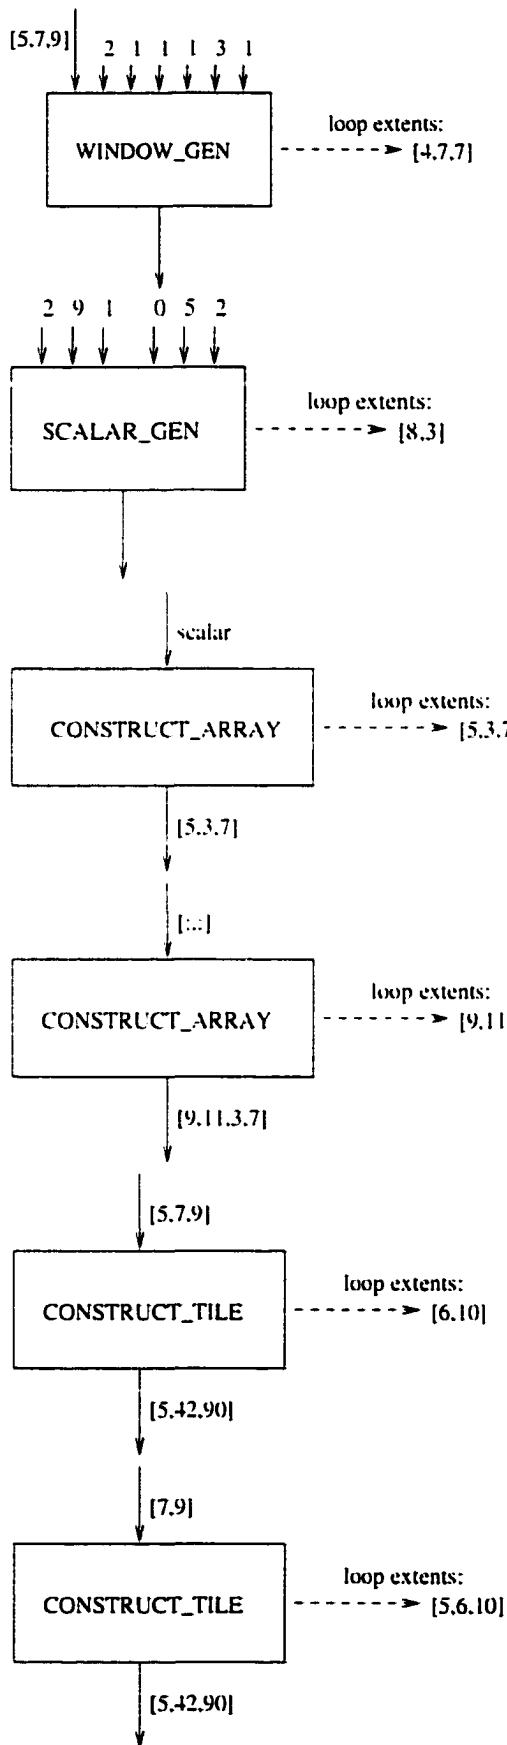 [5,7,9] 2 1 1 1 3 1
loop extents:
WINDOW_GEN [4,7,7]
2 9 1 0 5 2
loop extents:
SCALAR_GEN [8,3]
scalar
loop extents:
CONSTRUCT_ARRAY [5,3,7
[5,3,7]
[:,:]
loop extents:
CONSTRUCT_ARRAY [9,11
[9,11,3,7]
[5,7,9]
loop extents:
CONSTRUCT_TILE [6,10]
[5,42,90]
[7,9]
loop extents:
CONSTRUCT_TILE [5,6,10]
[5,42,90]